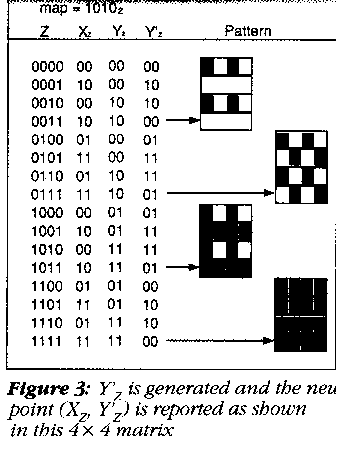 map = 1010₂
Z X_z Y_z Y'_z Pattern
0000 00 00 00
0001 10 00 10
0010 00 10 10
0011 10 10 00
0100 01 00 01
0101 11 00 11
0110 01 10 11
0111 11 10 01
1000 00 01 01
1001 10 01 11
1010 00 11 11
1011 10 11 01
1100 01 01 00
1101 11 01 10
1110 01 11 10
1111 11 11 00
Figure 3: Y'_Z is generated and the new
point (X_Z, Y'_Z) is reported as shown
in this 4 × 4 matrix